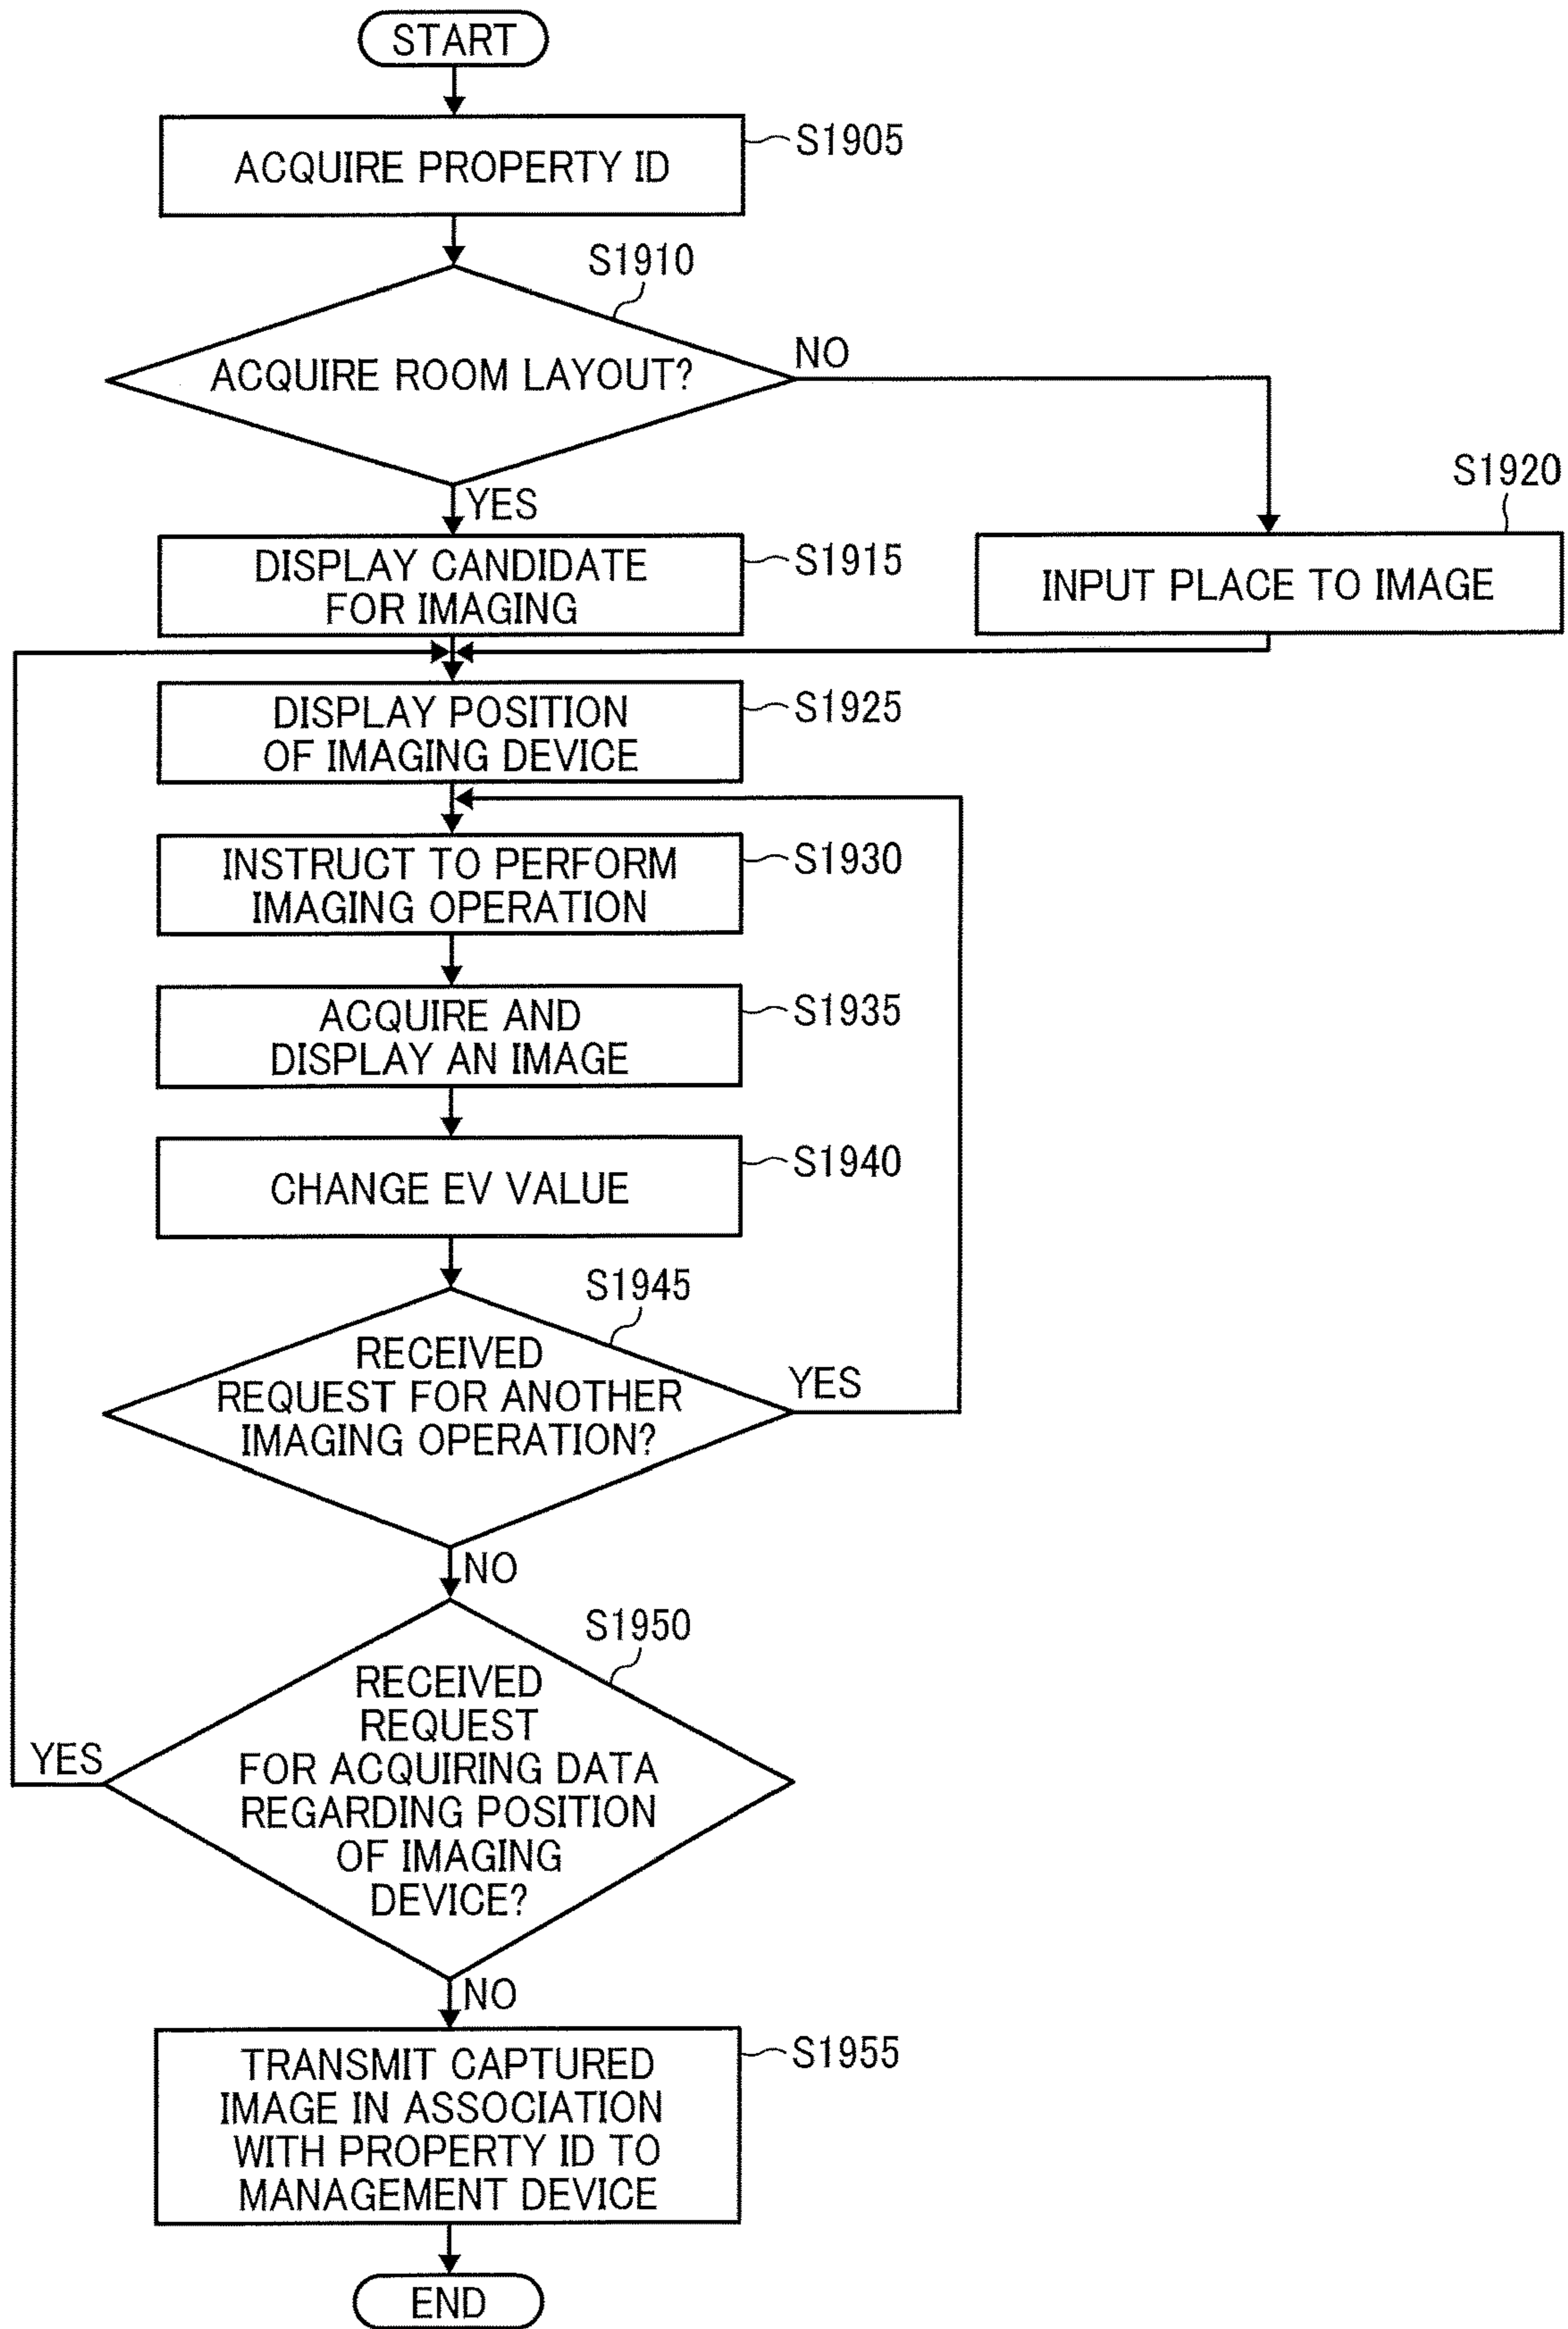 START
ACQUIRE PROPERTY ID
S1905
S1910
ACQUIRE ROOM LAYOUT?
NO
YES
S1920
DISPLAY CANDIDATE
FOR IMAGING
S1915
INPUT PLACE TO IMAGE
DISPLAY POSITION
OF IMAGING DEVICE
S1925
INSTRUCT TO PERFORM
IMAGING OPERATION
S1930
ACQUIRE AND
DISPLAY AN IMAGE
S1935
CHANGE EV VALUE
S1940
S1945
RECEIVED
REQUEST FOR ANOTHER
IMAGING OPERATION?
YES
NO
S1950
RECEIVED
REQUEST
FOR ACQUIRING DATA
REGARDING POSITION
OF IMAGING
DEVICE?
YES
NO
TRANSMIT CAPTURED
IMAGE IN ASSOCIATION
WITH PROPERTY ID TO
MANAGEMENT DEVICE
S1955
END